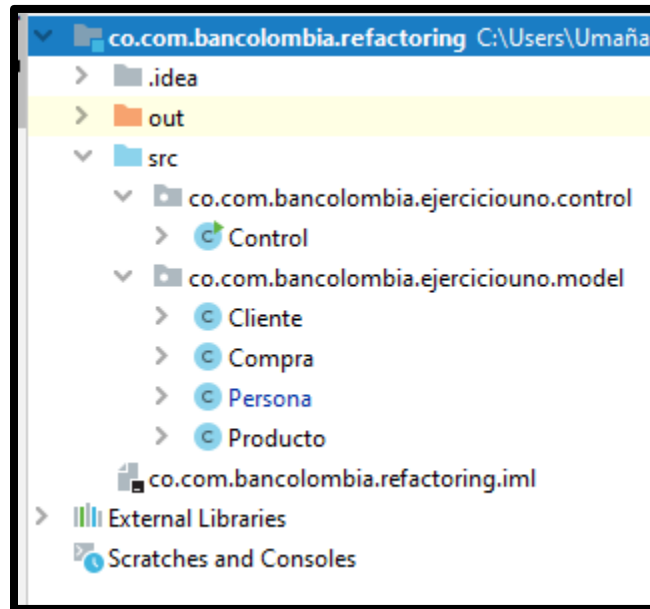 co.com.bancolombia.refactoring C:\Users\Umaña
.idea
out
src
co.com.bancolombia.ejerciciouno.control
C Control
co.com.bancolombia.ejerciciouno.model
C Cliente
C Compra
C Persona
C Producto
co.com.bancolombia.refactoring.iml
External Libraries
Scratches and Consoles